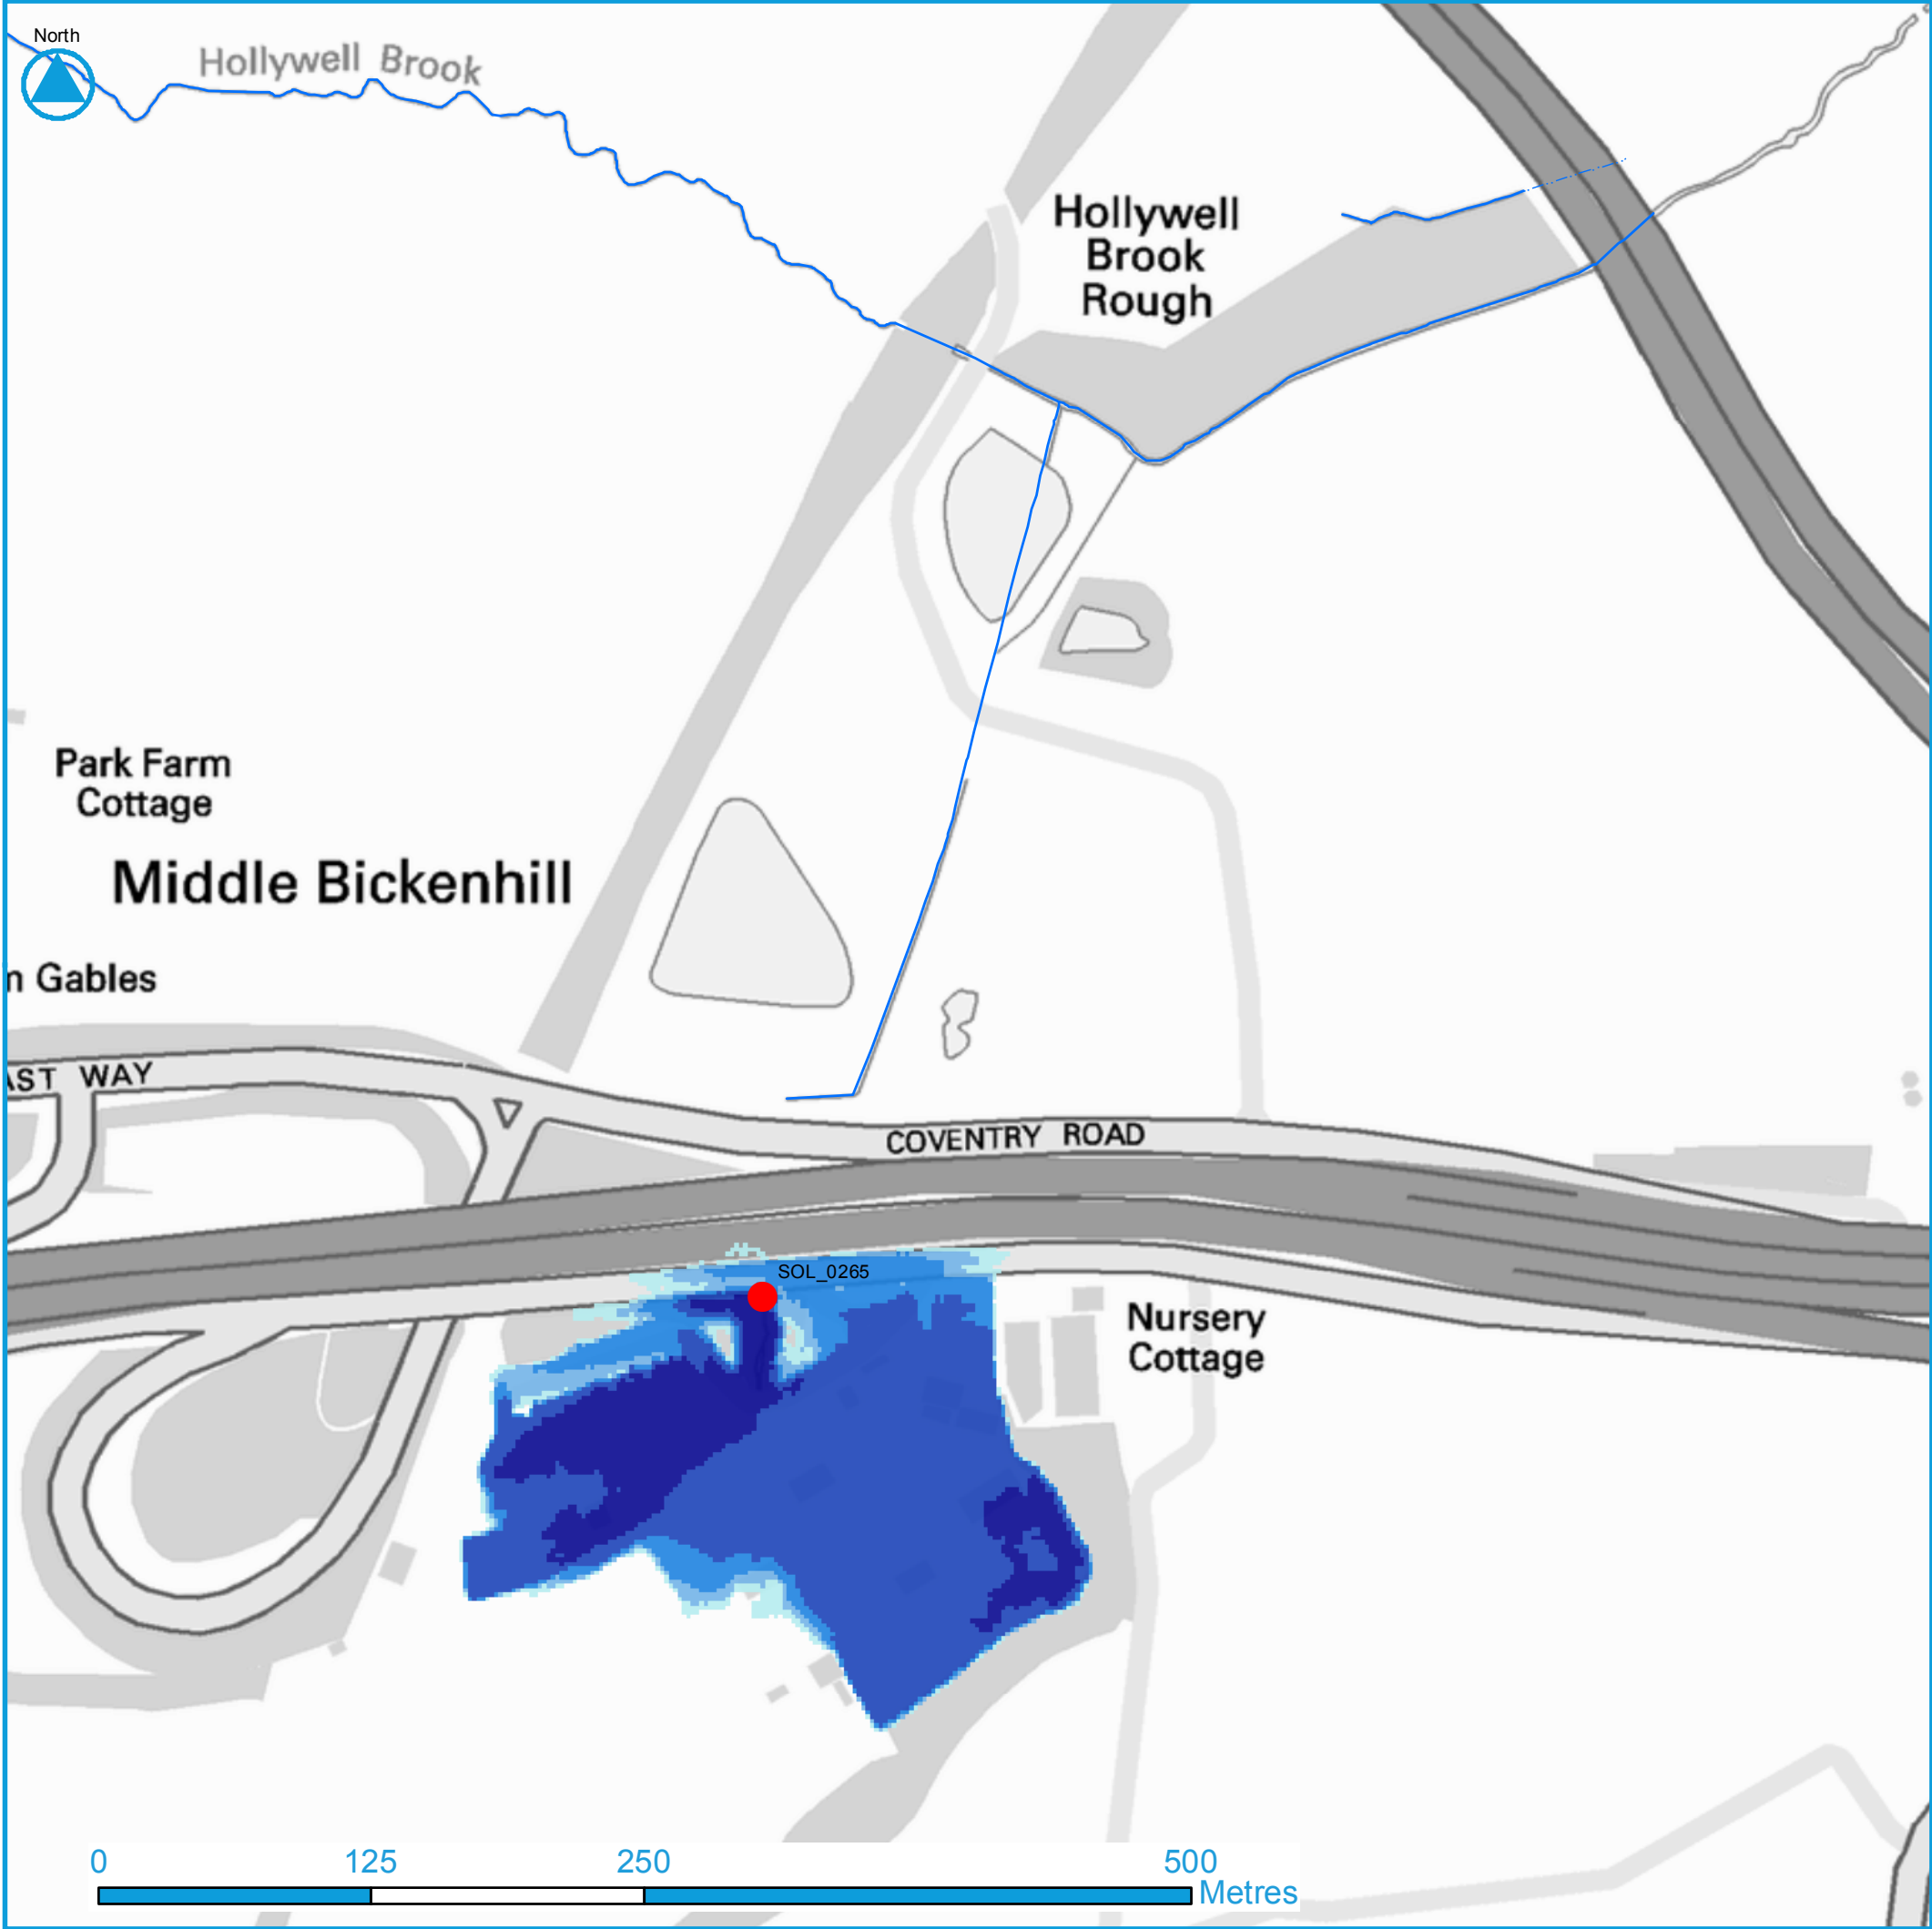 North
Hollywell Brook
Hollywell
Brook
Rough
Park Farm
Cottage
Middle Bickenhill
n Gables
AST WAY
COVENTRY ROAD
SOL_0265
Nursery
Cottage
0 125 250 500
Metres